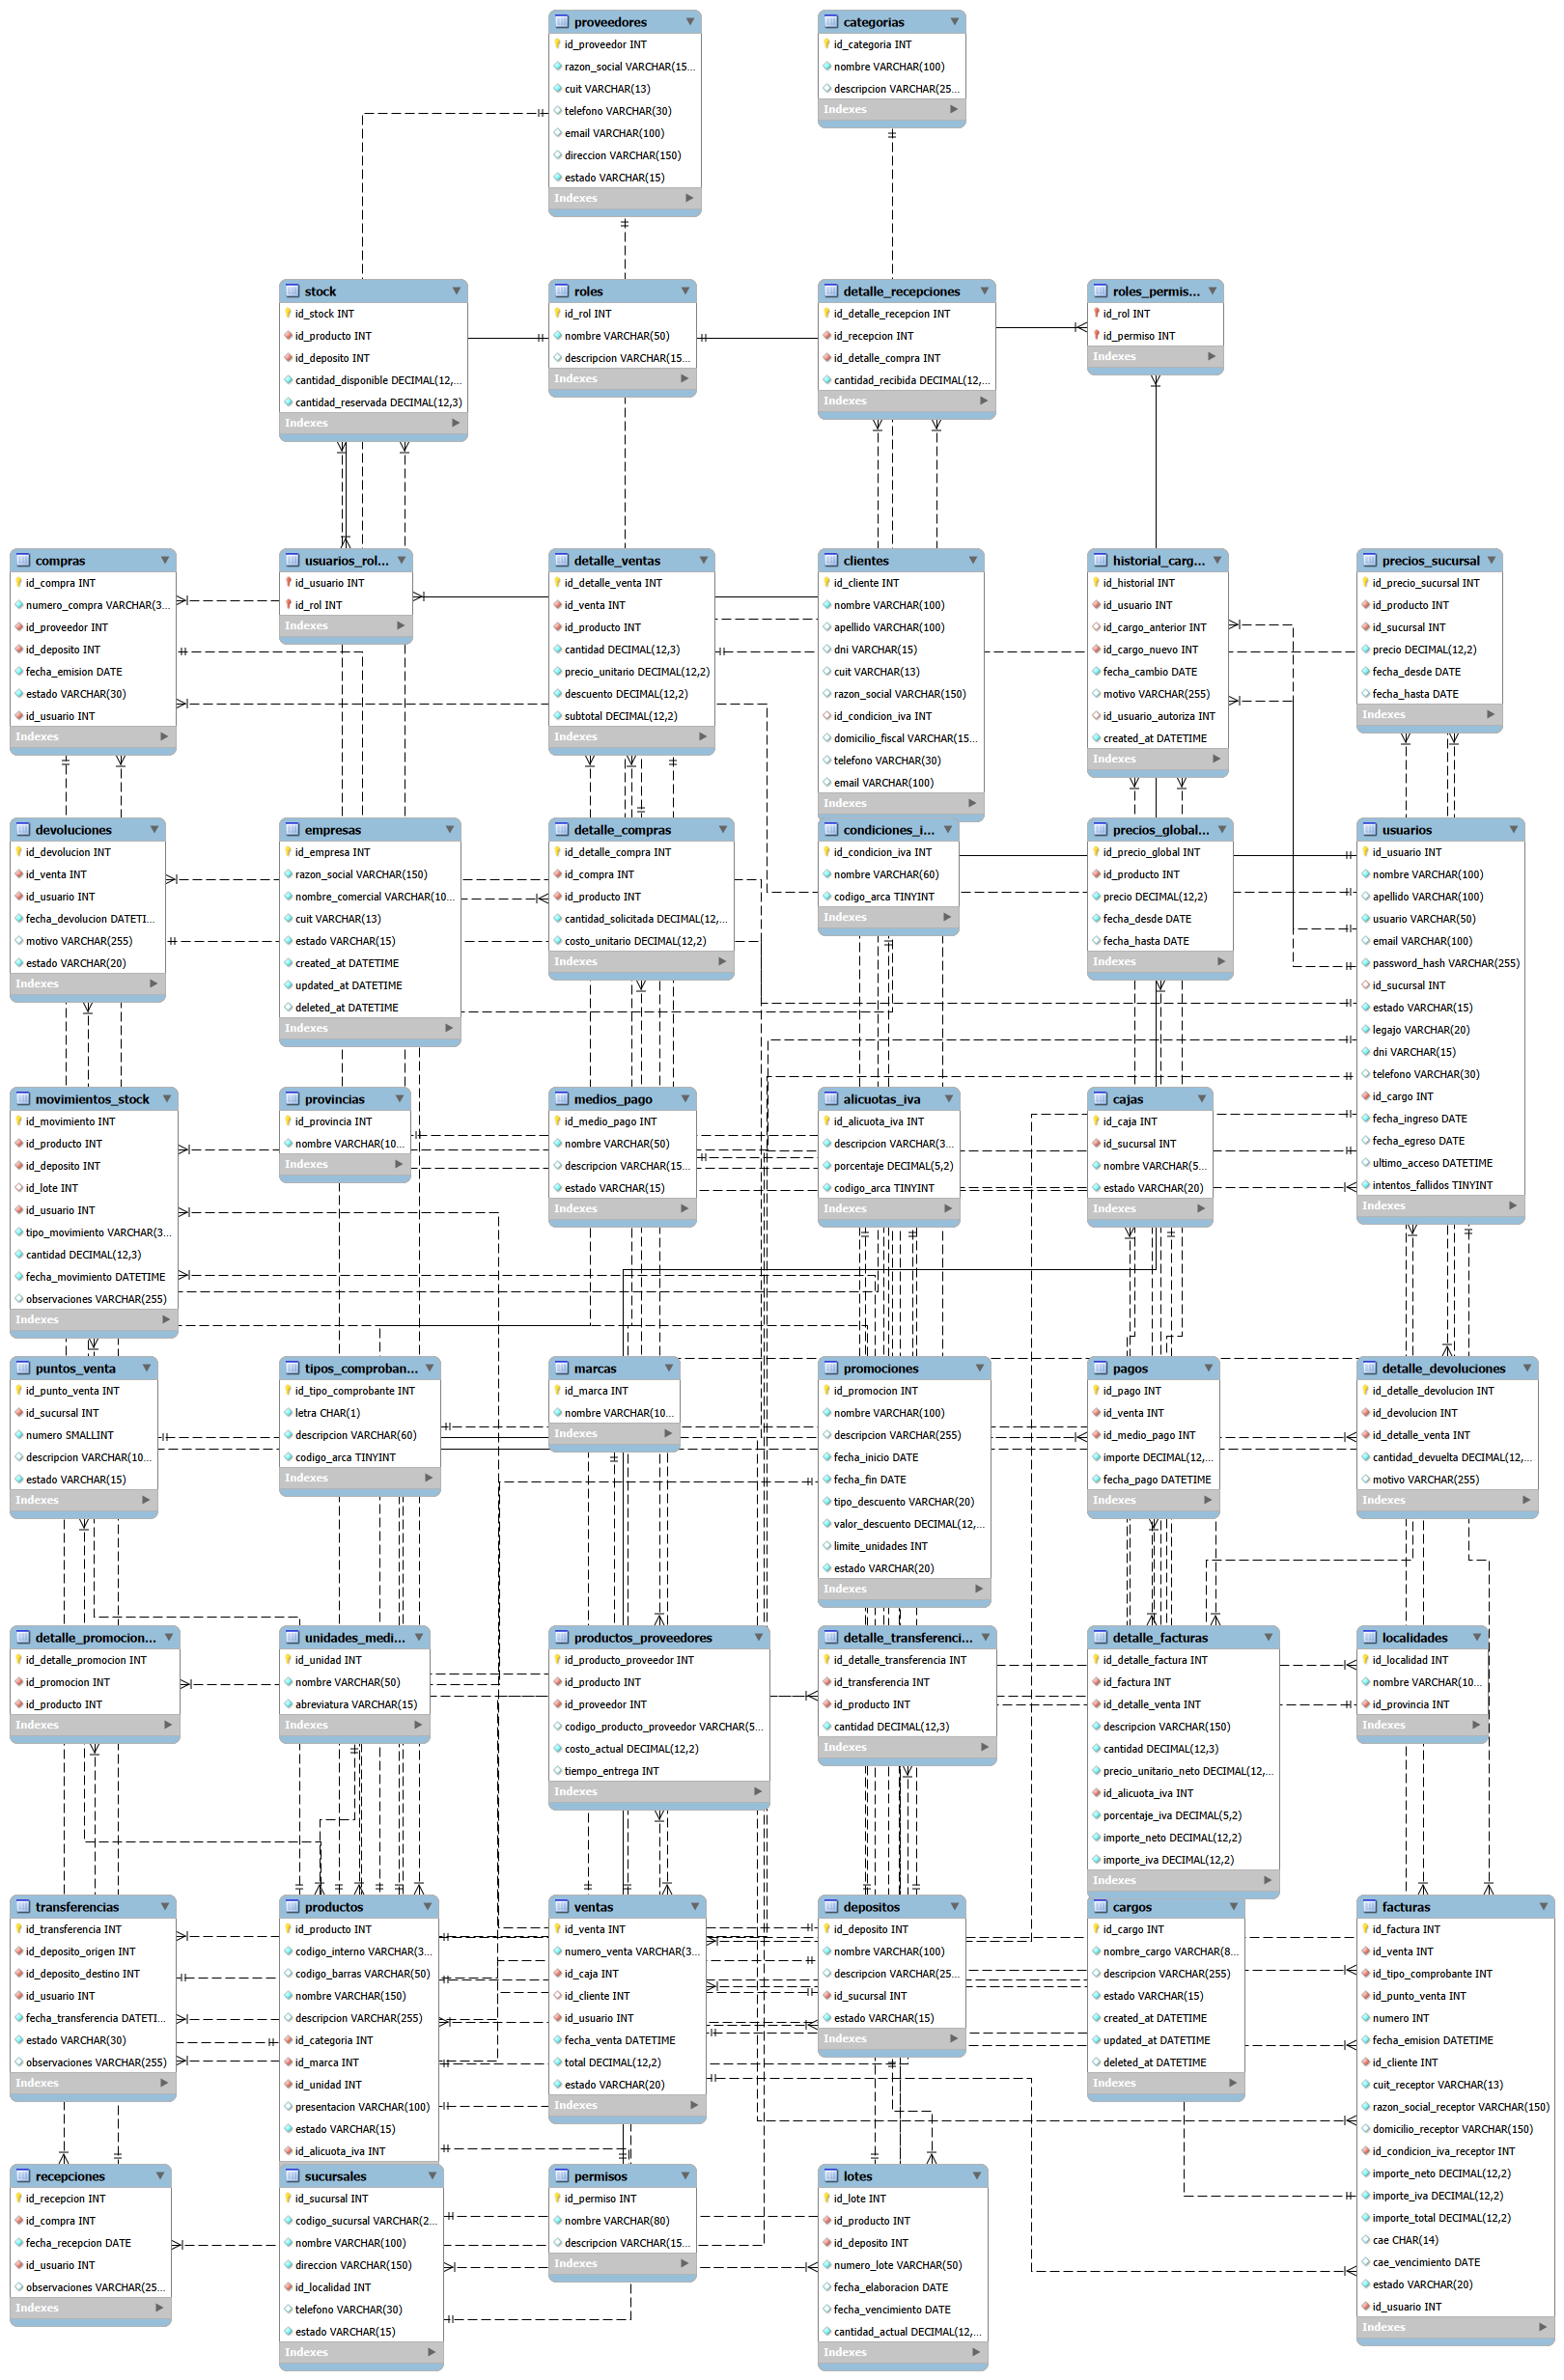 proveedores
id_proveedor INT
razon_social VARCHAR(15...
cuit VARCHAR(13)
telefono VARCHAR(30)
email VARCHAR(100)
direccion VARCHAR(150)
estado VARCHAR(15)
Indexes
categorias
id_categoria INT
nombre VARCHAR(100)
descripcion VARCHAR(25...
Indexes
stock
id_stock INT
id_producto INT
id_deposito INT
cantidad_disponible DECIMAL(12,...
cantidad_reservada DECIMAL(12,3)
Indexes
roles
id_rol INT
nombre VARCHAR(50)
descripcion VARCHAR(15...
Indexes
detalle_recepciones
id_detalle_recepcion INT
id_recepcion INT
id_detalle_compra INT
cantidad_recibida DECIMAL(12,...
Indexes
roles_permis...
id_rol INT
id_permiso INT
Indexes
compras
id_compra INT
numero_compra VARCHAR(3...
id_proveedor INT
id_deposito INT
fecha_emision DATE
estado VARCHAR(30)
id_usuario INT
Indexes
usuarios_rol...
id_usuario INT
id_rol INT
Indexes
detalle_ventas
id_detalle_venta INT
id_venta INT
id_producto INT
cantidad DECIMAL(12,3)
precio_unitario DECIMAL(12,2)
descuento DECIMAL(12,2)
subtotal DECIMAL(12,2)
Indexes
clientes
id_cliente INT
nombre VARCHAR(100)
apellido VARCHAR(100)
dni VARCHAR(15)
cuit VARCHAR(13)
razon_social VARCHAR(150)
id_condicion_iva INT
domicilio_fiscal VARCHAR(15...
telefono VARCHAR(30)
email VARCHAR(100)
Indexes
historial_carg...
id_historial INT
id_usuario INT
id_cargo_anterior INT
id_cargo_nuevo INT
fecha_cambio DATE
motivo VARCHAR(255)
id_usuario_autoriza INT
created_at DATETIME
Indexes
precios_sucursal
id_precio_sucursal INT
id_producto INT
id_sucursal INT
precio DECIMAL(12,2)
fecha_desde DATE
fecha_hasta DATE
Indexes
devoluciones
id_devolucion INT
id_venta INT
id_usuario INT
fecha_devolucion DATETI...
motivo VARCHAR(255)
estado VARCHAR(20)
Indexes
empresas
id_empresa INT
razon_social VARCHAR(150)
nombre_comercial VARCHAR(10...
cuit VARCHAR(13)
estado VARCHAR(15)
created_at DATETIME
updated_at DATETIME
deleted_at DATETIME
Indexes
detalle_compras
id_detalle_compra INT
id_compra INT
id_producto INT
cantidad_solicitada DECIMAL(12,...
costo_unitario DECIMAL(12,2)
Indexes
condiciones_i...
id_condicion_iva INT
nombre VARCHAR(60)
codigo_arca TINYINT
Indexes
precios_global...
id_precio_global INT
id_producto INT
precio DECIMAL(12,2)
fecha_desde DATE
fecha_hasta DATE
Indexes
usuarios
id_usuario INT
nombre VARCHAR(100)
apellido VARCHAR(100)
usuario VARCHAR(50)
email VARCHAR(100)
password_hash VARCHAR(255)
id_sucursal INT
estado VARCHAR(15)
legajo VARCHAR(20)
dni VARCHAR(15)
telefono VARCHAR(30)
id_cargo INT
fecha_ingreso DATE
fecha_egreso DATE
ultimo_acceso DATETIME
intentos_fallidos TINYINT
Indexes
movimientos_stock
id_movimiento INT
id_producto INT
id_deposito INT
id_lote INT
id_usuario INT
tipo_movimiento VARCHAR(3...
cantidad DECIMAL(12,3)
fecha_movimiento DATETIME
observaciones VARCHAR(255)
Indexes
provincias
id_provincia INT
nombre VARCHAR(10...
Indexes
medios_pago
id_medio_pago INT
nombre VARCHAR(50)
descripcion VARCHAR(15...
estado VARCHAR(15)
Indexes
alicuotas_iva
id_alicuota_iva INT
descripcion VARCHAR(3...
porcentaje DECIMAL(5,2)
codigo_arca TINYINT
Indexes
cajas
id_caja INT
id_sucursal INT
nombre VARCHAR(5...
estado VARCHAR(20)
Indexes
puntos_venta
id_punto_venta INT
id_sucursal INT
numero SMALLINT
descripcion VARCHAR(10...
estado VARCHAR(15)
Indexes
tipos_comproban...
id_tipo_comprobante INT
letra CHAR(1)
descripcion VARCHAR(60)
codigo_arca TINYINT
Indexes
marcas
id_marca INT
nombre VARCHAR(10...
Indexes
promociones
id_promocion INT
nombre VARCHAR(100)
descripcion VARCHAR(255)
fecha_inicio DATE
fecha_fin DATE
tipo_descuento VARCHAR(20)
valor_descuento DECIMAL(12,...
limite_unidades INT
estado VARCHAR(20)
Indexes
pagos
id_pago INT
id_venta INT
id_medio_pago INT
importe DECIMAL(12,...
fecha_pago DATETIME
Indexes
detalle_devoluciones
id_detalle_devolucion INT
id_devolucion INT
id_detalle_venta INT
cantidad_devuelta DECIMAL(12,...
motivo VARCHAR(255)
Indexes
detalle_promocion...
id_detalle_promocion INT
id_promocion INT
id_producto INT
Indexes
unidades_medi...
id_unidad INT
nombre VARCHAR(50)
abreviatura VARCHAR(15)
Indexes
productos_proveedores
id_producto_proveedor INT
id_producto INT
id_proveedor INT
codigo_producto_proveedor VARCHAR(5...
costo_actual DECIMAL(12,2)
tiempo_entrega INT
Indexes
detalle_transferenci...
id_detalle_transferencia INT
id_transferencia INT
id_producto INT
cantidad DECIMAL(12,3)
Indexes
detalle_facturas
id_detalle_factura INT
id_factura INT
id_detalle_venta INT
descripcion VARCHAR(150)
cantidad DECIMAL(12,3)
precio_unitario_neto DECIMAL(12,...
id_alicuota_iva INT
porcentaje_iva DECIMAL(5,2)
importe_neto DECIMAL(12,2)
importe_iva DECIMAL(12,2)
Indexes
localidades
id_localidad INT
nombre VARCHAR(10...
id_provincia INT
Indexes
transferencias
id_transferencia INT
id_deposito_origen INT
id_deposito_destino INT
id_usuario INT
fecha_transferencia DATETI...
estado VARCHAR(30)
observaciones VARCHAR(255)
Indexes
productos
id_producto INT
codigo_interno VARCHAR(3...
codigo_barras VARCHAR(50)
nombre VARCHAR(150)
descripcion VARCHAR(255)
id_categoria INT
id_marca INT
id_unidad INT
presentacion VARCHAR(100)
estado VARCHAR(15)
id_alicuota_iva INT
ventas
id_venta INT
numero_venta VARCHAR(3...
id_caja INT
id_cliente INT
id_usuario INT
fecha_venta DATETIME
total DECIMAL(12,2)
estado VARCHAR(20)
Indexes
depositos
id_deposito INT
nombre VARCHAR(100)
descripcion VARCHAR(25...
id_sucursal INT
estado VARCHAR(15)
Indexes
cargos
id_cargo INT
nombre_cargo VARCHAR(8...
descripcion VARCHAR(255)
estado VARCHAR(15)
created_at DATETIME
updated_at DATETIME
deleted_at DATETIME
Indexes
facturas
id_factura INT
id_venta INT
id_tipo_comprobante INT
id_punto_venta INT
numero INT
fecha_emision DATETIME
id_cliente INT
cuit_receptor VARCHAR(13)
razon_social_receptor VARCHAR(150)
domicilio_receptor VARCHAR(150)
id_condicion_iva_receptor INT
importe_neto DECIMAL(12,2)
importe_iva DECIMAL(12,2)
importe_total DECIMAL(12,2)
cae CHAR(14)
cae_vencimiento DATE
estado VARCHAR(20)
id_usuario INT
Indexes
recepciones
id_recepcion INT
id_compra INT
fecha_recepcion DATE
id_usuario INT
observaciones VARCHAR(25...
Indexes
sucursales
id_sucursal INT
codigo_sucursal VARCHAR(2...
nombre VARCHAR(100)
direccion VARCHAR(150)
id_localidad INT
telefono VARCHAR(30)
estado VARCHAR(15)
Indexes
permisos
id_permiso INT
nombre VARCHAR(80)
descripcion VARCHAR(15...
Indexes
lotes
id_lote INT
id_producto INT
id_deposito INT
numero_lote VARCHAR(50)
fecha_elaboracion DATE
fecha_vencimiento DATE
cantidad_actual DECIMAL(12,...
Indexes